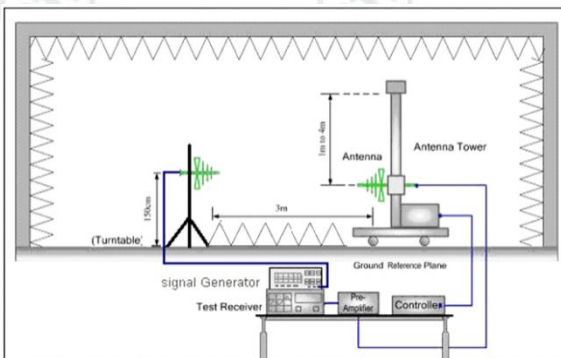 1m to 4m
Antenna
Antenna Tower
150cm
3m
(Turntable)
Ground Reference Plane
signal Generator
Test Receiver
Pre-
Amplifier
Controller